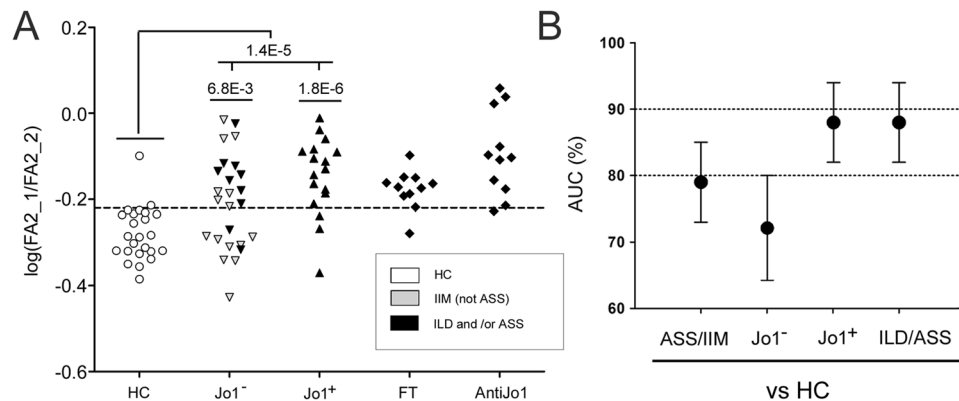 A
B
0.2
0.0
-0.2
-0.4
-0.6
log(FA2_1/FA2_2)
1.4E-5
6.8E-3
1.8E-6
HC
IIM (not ASS)
ILD and /or ASS
HC
Jo1⁻
Jo1⁺
FT
AntiJo1
100
90
80
70
60
AUC (%)
ASS/IIM
Jo1⁻
Jo1⁺
ILD/ASS
vs HC